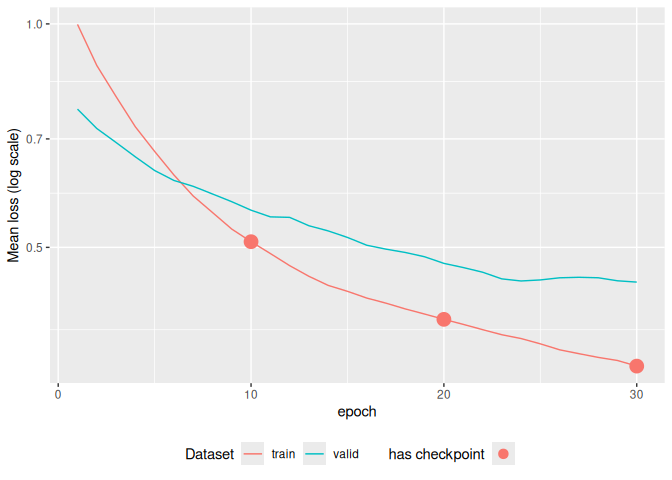 1.0
0.7
0.5
Mean loss (log scale)
0 10 20 30
epoch
Dataset train valid has checkpoint